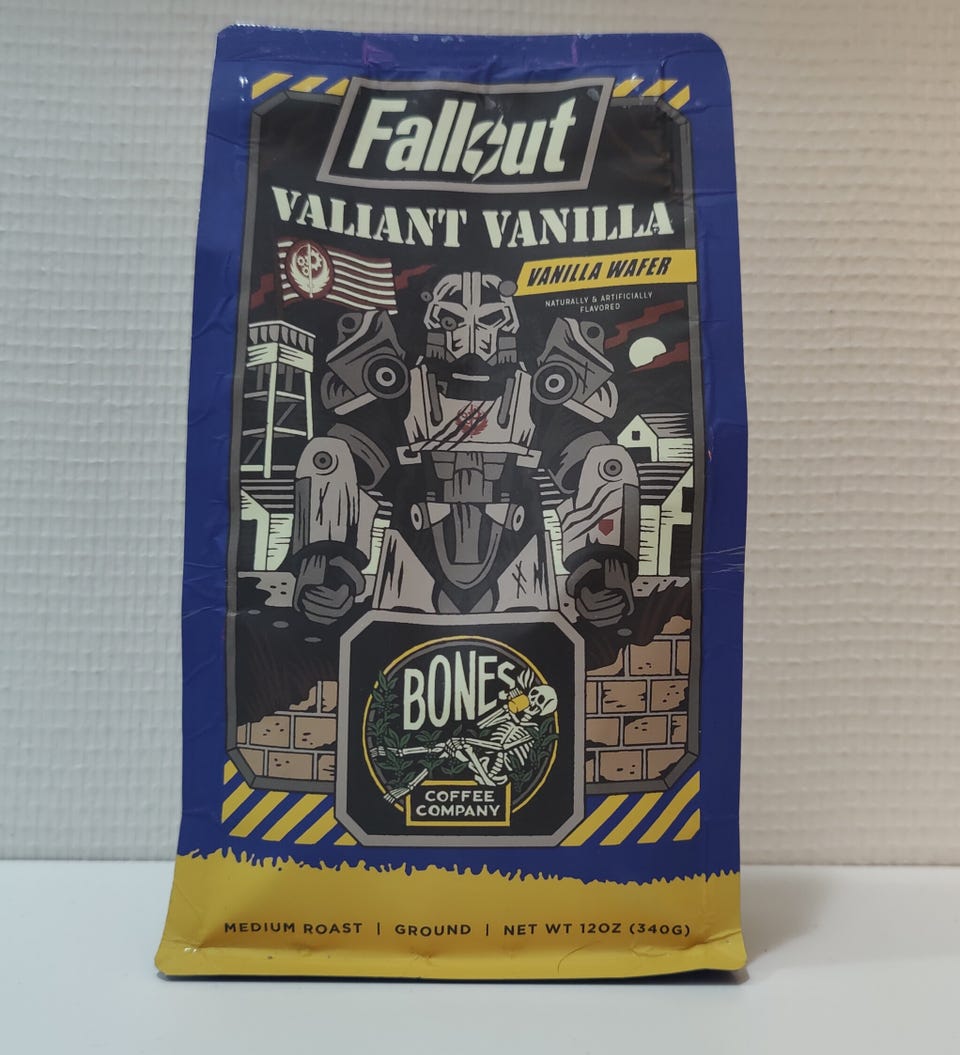 Fallout
VALIANT VANILLA
VANILLA WAFER
NATURALLY & ARTIFICIALLY
FLAVORED
BONES
COFFEE
COMPANY
MEDIUM ROAST | GROUND | NET WT 12OZ (340G)